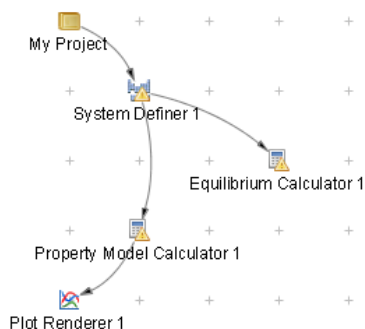 My Project
System Definer 1
Equilibrium Calculator 1
Property Model Calculator 1
Plot Renderer 1